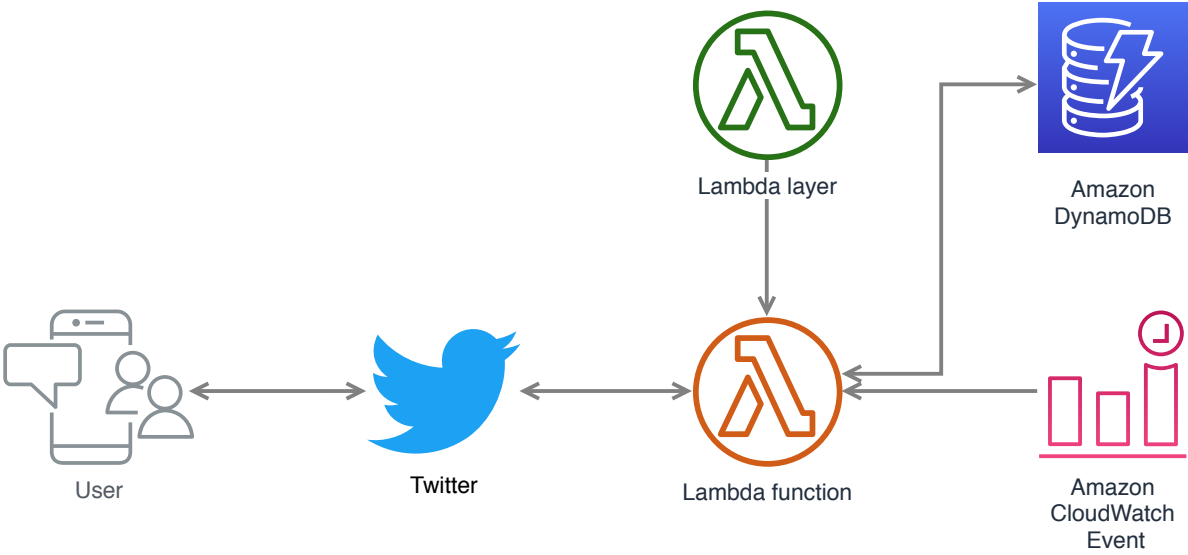 Lambda layer
Amazon
DynamoDB
User
Twitter
Lambda function
Amazon
CloudWatch
Event